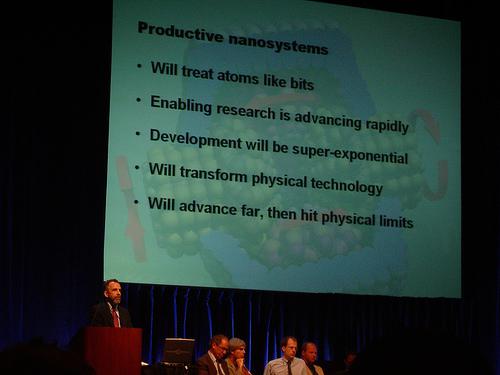 Productive nanosystems
• Will treat atoms like bits
• Enabling research is advancing rapidly
• Development will be super-exponential
• Will transform physical technology
• Will advance far, then hit physical limits